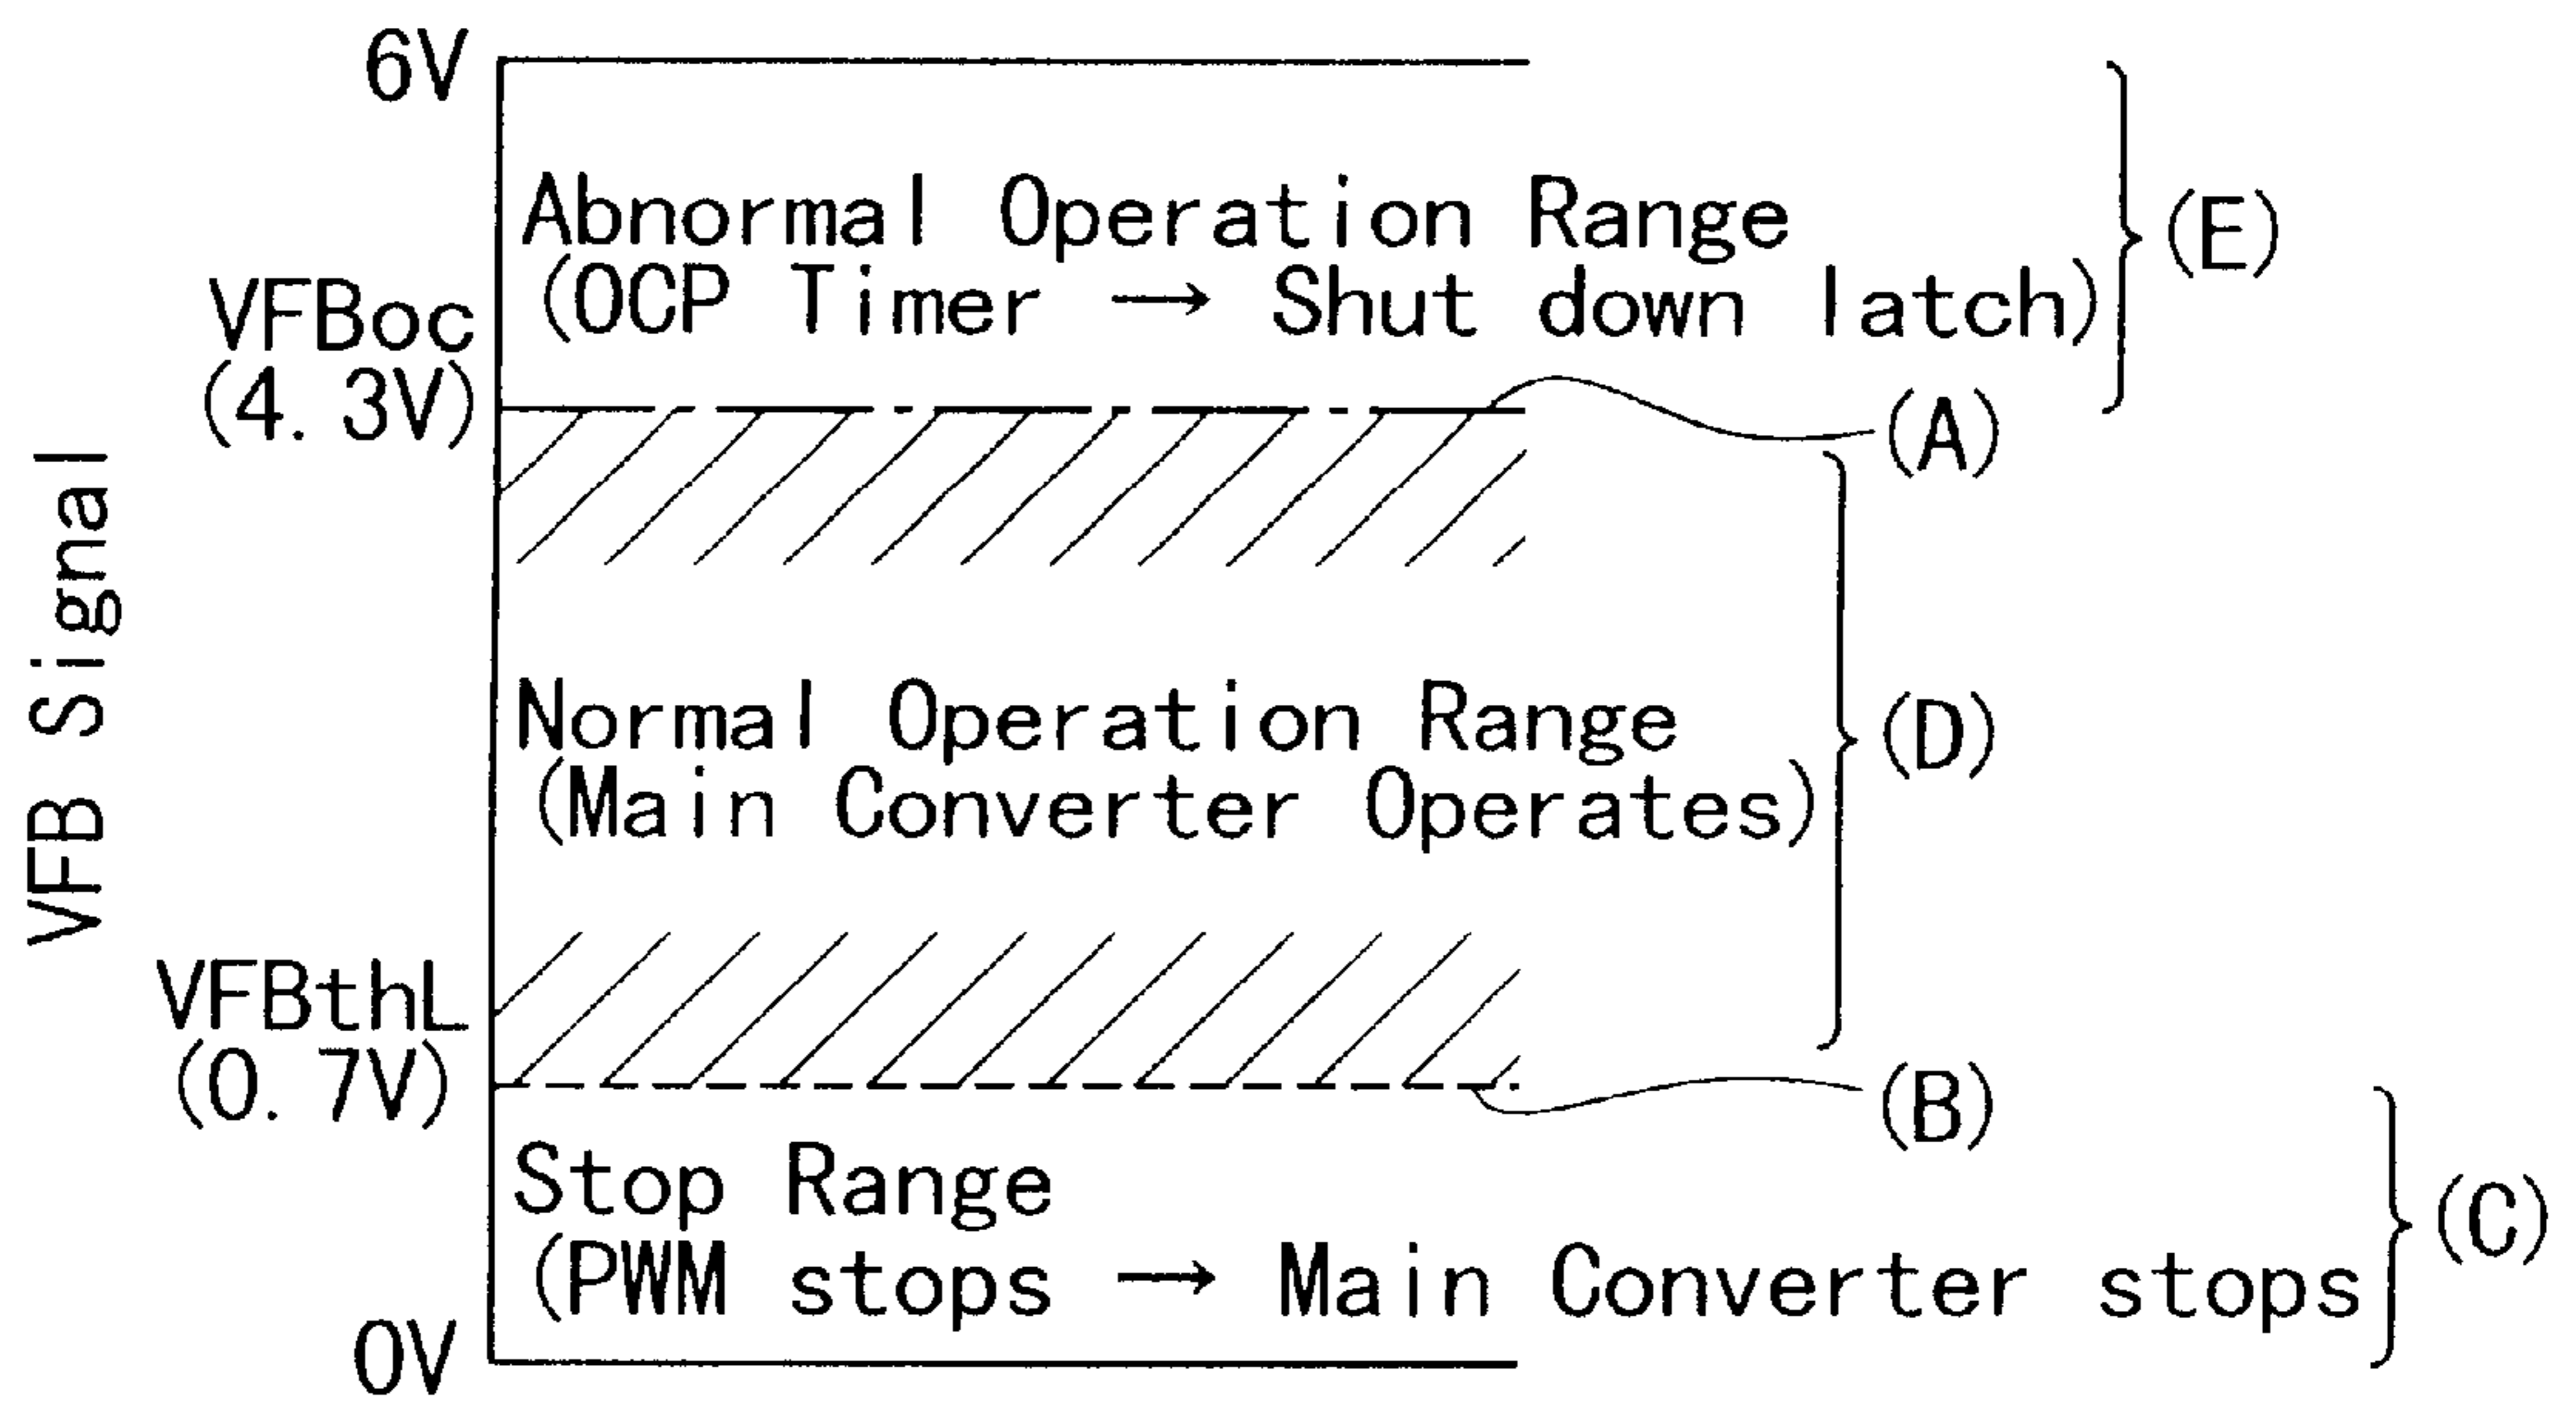 6V
Abnormal Operation Range
(OCP Timer → Shut down latch)
(E)
VFBoc
(4.3V)
(A)
VFB Signal
Normal Operation Range
(Main Converter Operates)
(D)
VFBthL
(0.7V)
(B)
Stop Range
(PWM stops → Main Converter stops
(C)
0V